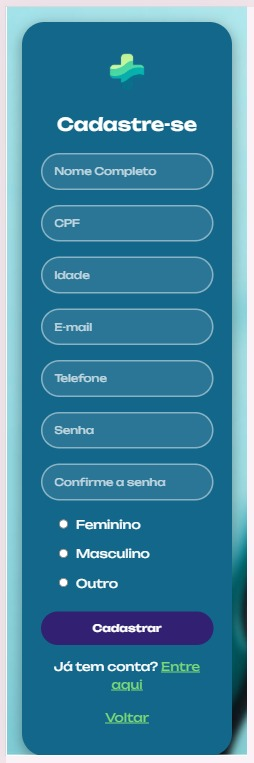 Cadastre-se
Nome Completo
CPF
Idade
E-mail
Telefone
Senha
Confirme a senha
Feminino
Masculino
Outro
Cadastrar
Já tem conta? Entre
aqui
Voltar